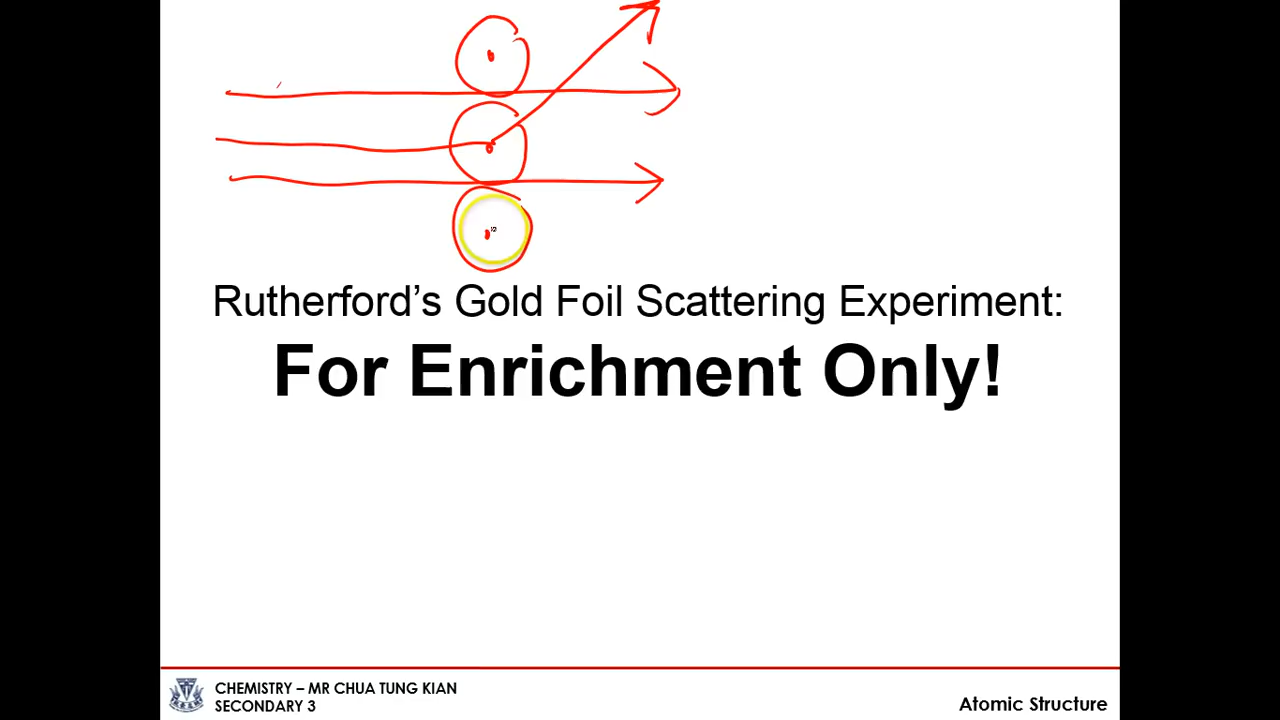 Rutherford’s Gold Foil Scattering Experiment:
For Enrichment Only!
CHEMISTRY – MR CHUA TUNG KIAN
SECONDARY 3
Atomic Structure